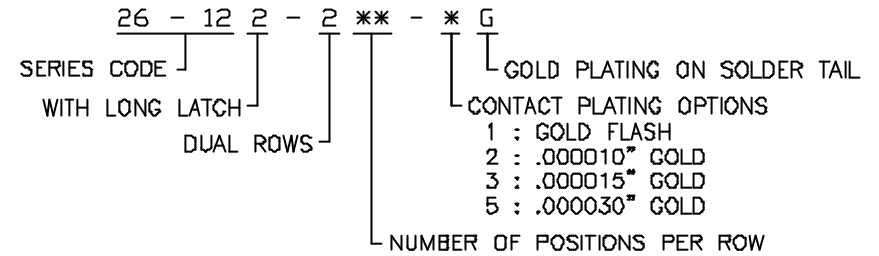 26 - 12 2 - 2 ** - * G
SERIES CODE
GOLD PLATING ON SOLDER TAIL
WITH LONG LATCH
CONTACT PLATING OPTIONS
DUAL ROWS
1 : GOLD FLASH
2 : .000010" GOLD
3 : .000015" GOLD
5 : .000030" GOLD
NUMBER OF POSITIONS PER ROW